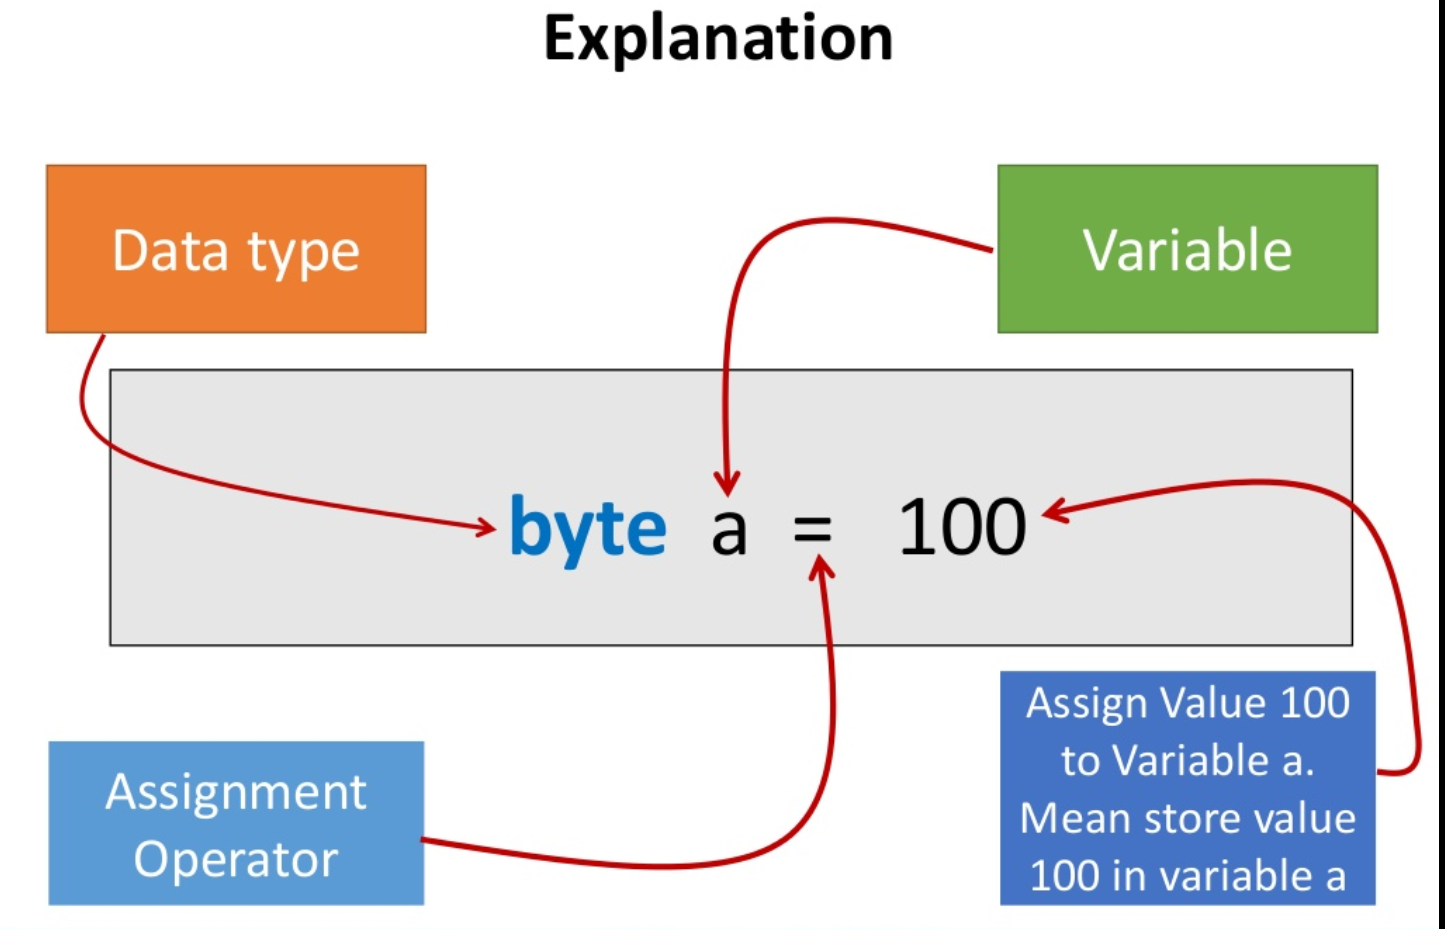 Explanation
Data type
Variable
byte a = 100
Assignment
Operator
Assign Value 100
to Variable a.
Mean store value
100 in variable a